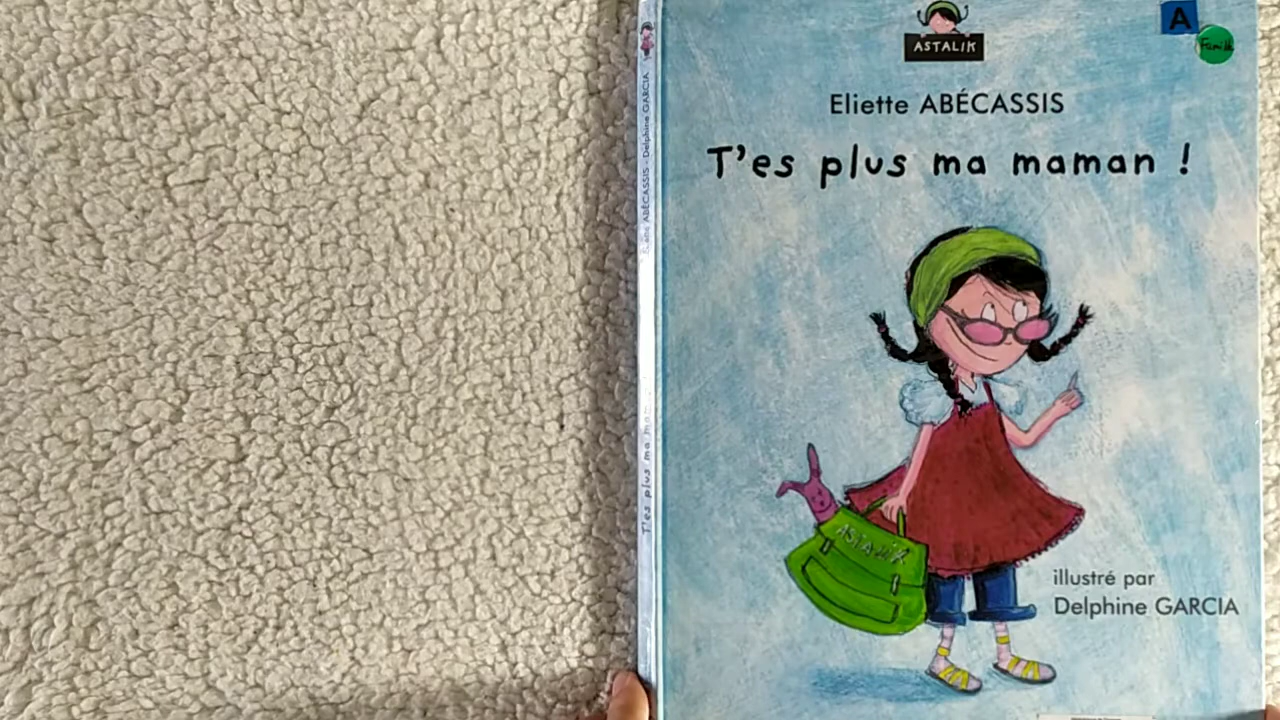 ASTALIK
A
Famille
Eliette ABÉCASSIS
T'es plus ma maman !
ASTALIK
illustré par
Delphine GARCIA
Eliette ABÉCASSIS - Delphine GARCIA
T'es plus ma maman !